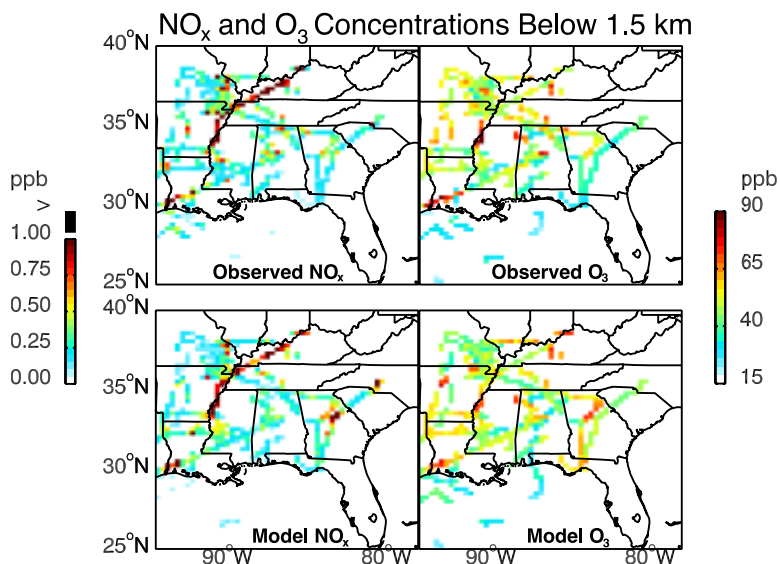 NOx and O3 Concentrations Below 1.5 km
40°N
35°N
30°N
25°N
ppb
>
1.00
0.75
0.50
0.25
0.00
Observed NOx
Observed O3
ppb
90
65
40
15
40°N
35°N
30°N
25°N
Model NOx
Model O3
90°W
80°W
90°W
80°W